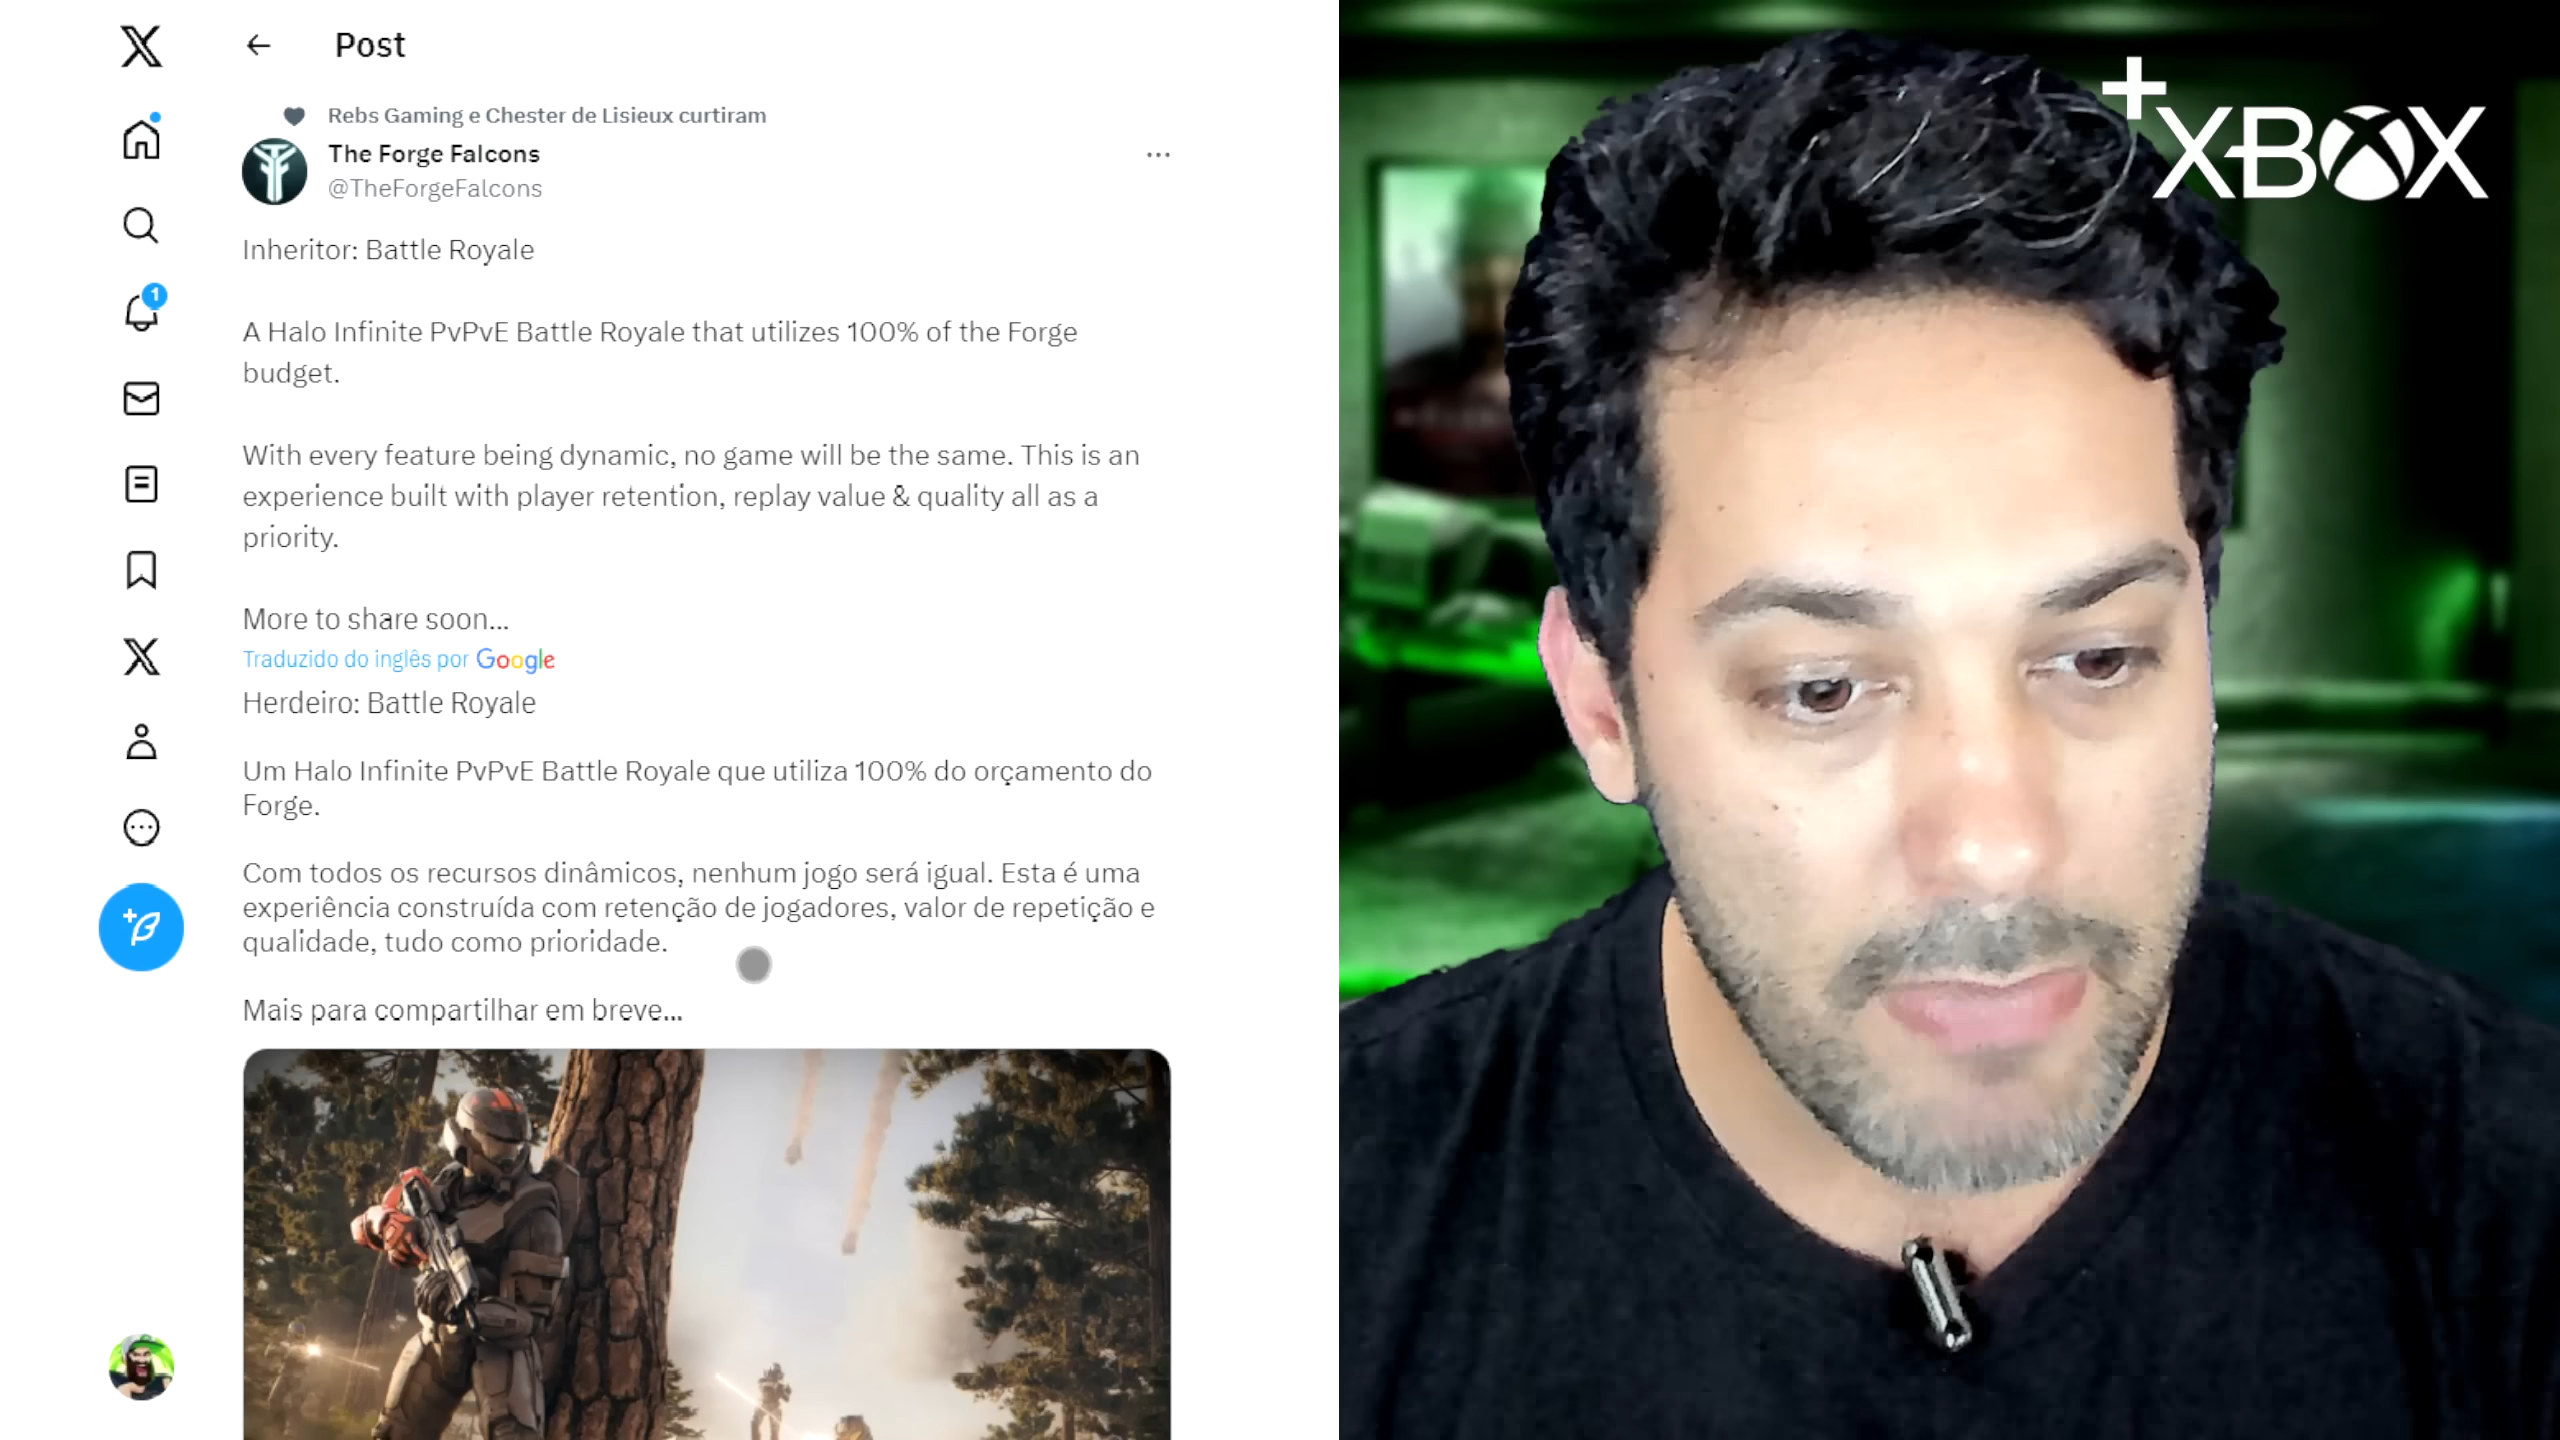 Post
Rebs Gaming e Chester de Lisieux curtiram
The Forge Falcons
@TheForgeFalcons
Inheritor: Battle Royale
A Halo Infinite PvPvE Battle Royale that utilizes 100% of the Forge
budget.
With every feature being dynamic, no game will be the same. This is an
experience built with player retention, replay value & quality all as a
priority.
More to share soon...
Traduzido do inglês por Google
Herdeiro: Battle Royale
Um Halo Infinite PvPvE Battle Royale que utiliza 100% do orçamento do
Forge.
Com todos os recursos dinâmicos, nenhum jogo será igual. Esta é uma
experiência construída com retenção de jogadores, valor de repetição e
qualidade, tudo como prioridade.
Mais para compartilhar em breve...
1
+XBOX